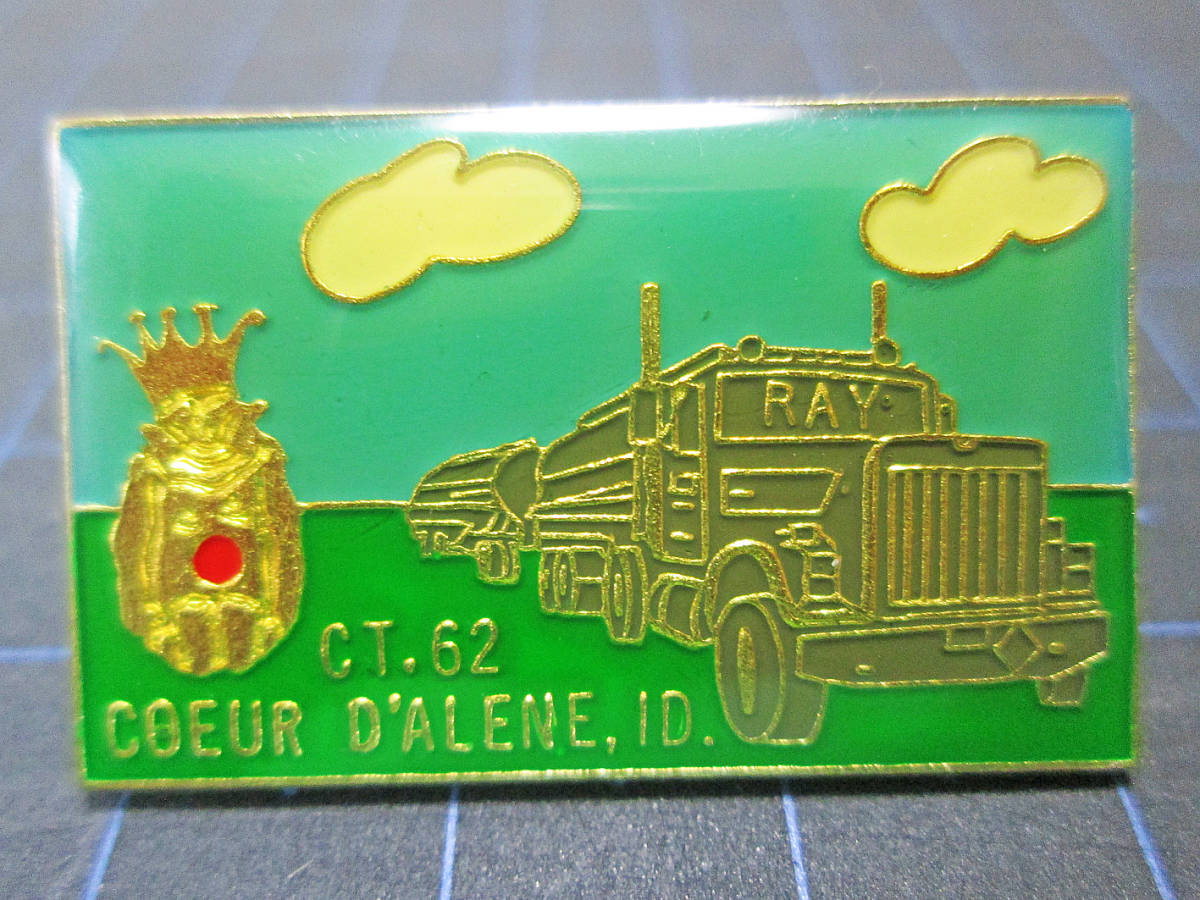 RAY
CT. 62
COEUR D'ALENE, ID.